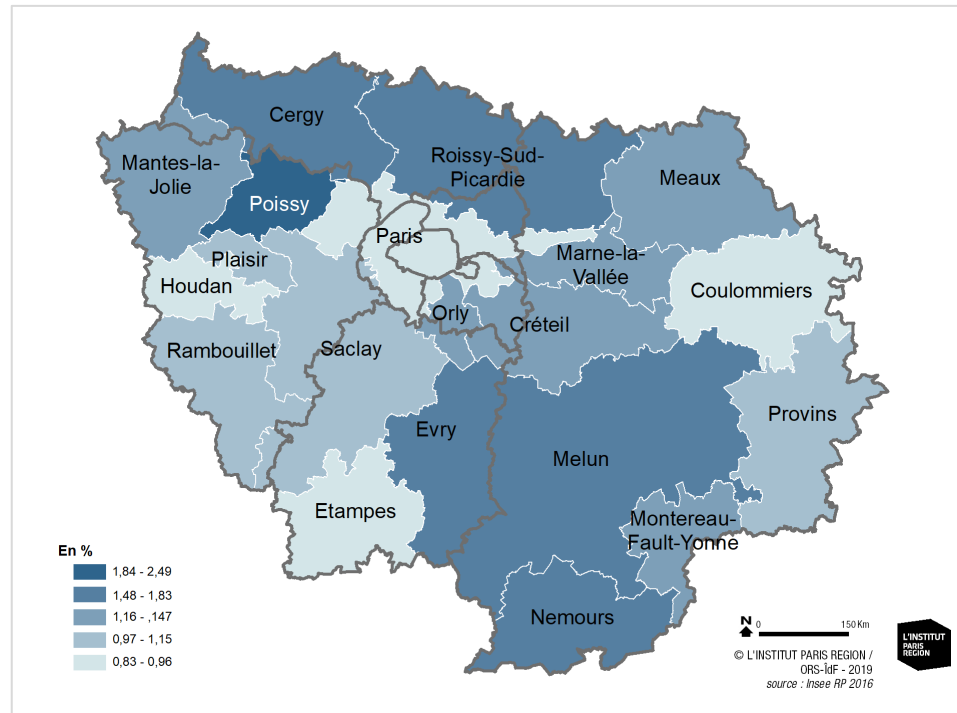 Cergy
Roissy-Sud-
Picardie
Mantes-la-
Jolie
Meaux
Poissy
Paris
Plaisir
Marne-la-
Vallée
Houdan
Coulommiers
Orly
Créteil
Rambouillet
Saclay
Provins
Evry
Melun
Etampes
Montereau-
Fault-Yonne
Nemours
En %
1,84 - 2,49
1,48 - 1,83
1,16 - ,147
0,97 - 1,15
0,83 - 0,96
N 0 150 Km
© L'INSTITUT PARIS REGION /
ORS-ÎdF - 2019
source : Insee RP 2016
L'INSTITUT
PARIS
REGION